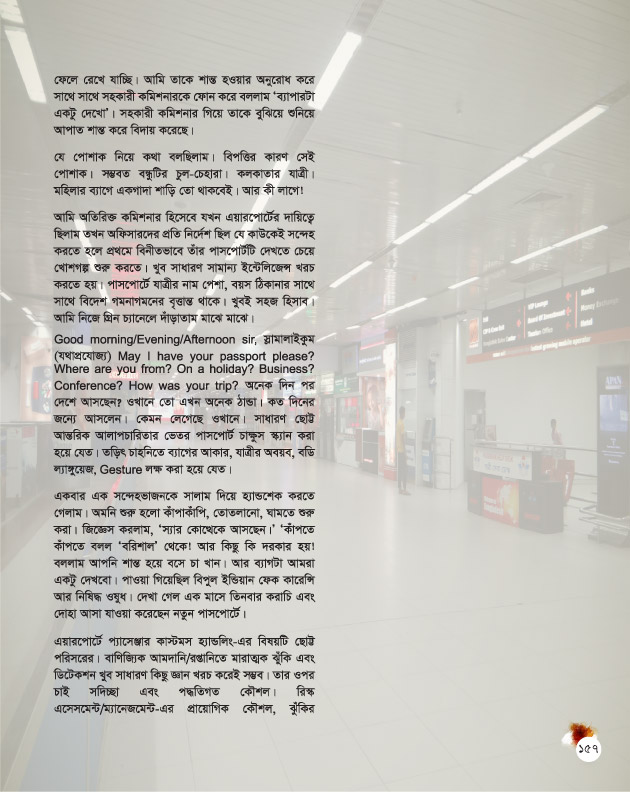 ফেলে রেখে যাচ্ছি। আমি তাকে শান্ত হওয়ার অনুরোধ করে
সাথে সাথে সহকারী কমিশনারকে ফোন করে বললাম ‘ব্যাপারটা
একটু দেখো’। সহকারী কমিশনার গিয়ে তাকে বুঝিয়ে শুনিয়ে
আপাত শান্ত করে বিদায় করেছে।
যে পোশাক নিয়ে কথা বলছিলাম। বিপত্তির কারণ সেই
পোশাক। সম্ভবত বন্ধুটির চুল-চেহারা। কলকাতার যাত্রী।
মহিলার ব্যাগে একগাদা শাড়ি তো থাকবেই। আর কী লাগে!
আমি অতিরিক্ত কমিশনার হিসেবে যখন এয়ারপোর্টের দায়িত্বে
ছিলাম তখন অফিসারদের প্রতি নির্দেশ ছিল যে কাউকেই সন্দেহ
করতে হলে প্রথমে বিনীতভাবে তাঁর পাসপোর্টটি দেখতে চেয়ে
খোশগল্প শুরু করতে। খুব সাধারণ সামান্য ইন্টেলিজেন্স খরচ
করতে হয়। পাসপোর্টে যাত্রীর নাম পেশা, বয়স ঠিকানার সাথে
সাথে বিদেশ গমনাগমনের বৃত্তান্ত থাকে। খুবই সহজ হিসাব।
আমি নিজে গ্রিন চ্যানেলে দাঁড়াতাম মাঝে মাঝে।
Good morning/Evening/Afternoon sir, স্লামালাইকুম
(যথাপ্রযোজ্য) May I have your passport please?
Where are you from? On a holiday? Business?
Conference? How was your trip? অনেক দিন পর
দেশে আসছেন? ওখানে তো এখন অনেক ঠান্ডা। কত দিনের
জন্যে আসলেন। কেমন লেগেছে ওখানে। সাধারণ ছোট্ট
আন্তরিক আলাপচারিতার ভেতর পাসপোর্ট চাক্ষুস স্ক্যান করা
হয়ে যেত। তড়িৎ চাহনিতে ব্যাগের আকার, যাত্রীর অবয়ব, বডি
ল্যাঙ্গুয়েজ, Gesture লক্ষ করা হয়ে যেত।
একবার এক সন্দেহভাজনকে সালাম দিয়ে হ্যান্ডশেক করতে
গেলাম। অমনি শুরু হলো কাঁপাকাঁপি, তোতলানো, ঘামতে শুরু
করা। জিজ্ঞেস করলাম, ‘স্যার কোত্থেকে আসছেন।’ ‘কাঁপতে
কাঁপতে বলল ‘বরিশাল’ থেকে! আর কিছু কি দরকার হয়!
বললাম আপনি শান্ত হয়ে বসে চা খান। আর ব্যাগটা আমরা
একটু দেখবো। পাওয়া গিয়েছিল বিপুল ইন্ডিয়ান ফেক কারেন্সি
আর নিষিদ্ধ ওষুধ। দেখা গেল এক মাসে তিনবার করাচি এবং
দোহা আসা যাওয়া করেছেন নতুন পাসপোর্টে।
এয়ারপোর্টে প্যাসেঞ্জার কাস্টমস হ্যান্ডলিং-এর বিষয়টি ছোট্ট
পরিসরের। বাণিজ্যিক আমদানি/রপ্তানিতে মারাত্মক ঝুঁকি এবং
ডিটেকশন খুব সাধারণ কিছু জ্ঞান খরচ করেই সম্ভব। তার ওপর
চাই সদিচ্ছা এবং পদ্ধতিগত কৌশল। রিস্ক
এসেসমেন্ট/ম্যানেজমেন্ট-এর প্রায়োগিক কৌশল, ঝুঁকির
১৫৭